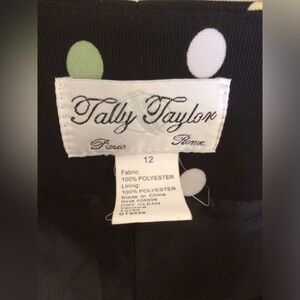 Tally Taylor
Paris Rome
12
Fabric:
100% POLYESTER
Lining:
100% POLYESTER
Made in China
DRY CLEAN